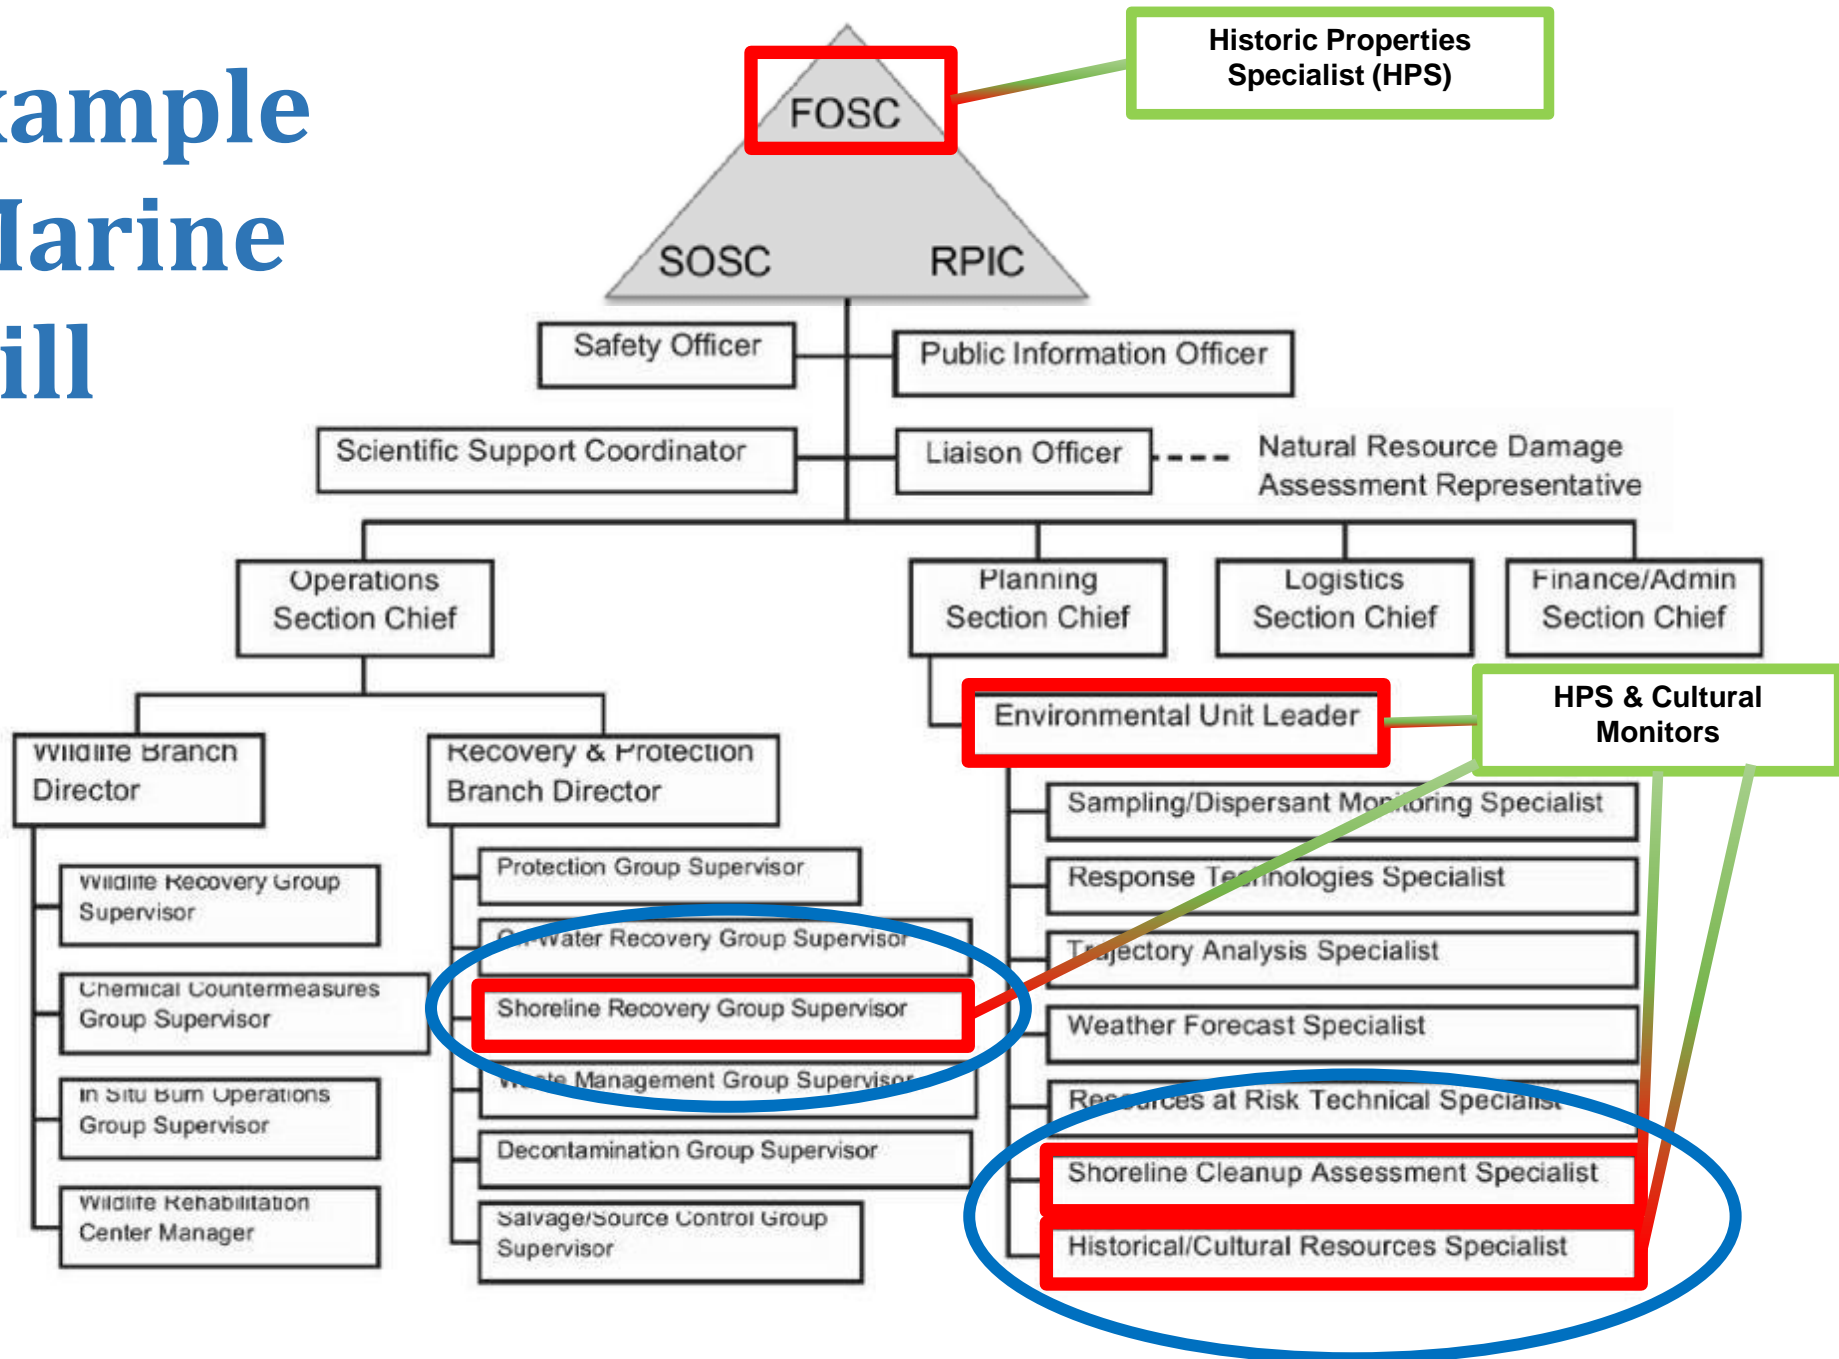 xample
Marine
ill
Historic Properties
Specialist (HPS)
FOSC
SOSC
RPIC
Safety Officer
Public Information Officer
Scientific Support Coordinator
Liaison Officer
Natural Resource Damage
Assessment Representative
Operations
Section Chief
Planning
Section Chief
Logistics
Section Chief
Finance/Admin
Section Chief
Environmental Unit Leader
HPS & Cultural
Monitors
Wildlife Branch
Director
Recovery & Protection
Branch Director
Wildlife Recovery Group
Supervisor
Chemical Countermeasures
Group Supervisor
In Situ Burn Operations
Group Supervisor
Wildlife Rehabilitation
Center Manager
Protection Group Supervisor
On-Water Recovery Group Supervisor
Shoreline Recovery Group Supervisor
Waste Management Group Supervisor
Decontamination Group Supervisor
Salvage/Source Control Group
Supervisor
Sampling/Dispersant Monitoring Specialist
Response Technologies Specialist
Trajectory Analysis Specialist
Weather Forecast Specialist
Resources at Risk Technical Specialist
Shoreline Cleanup Assessment Specialist
Historical/Cultural Resources Specialist